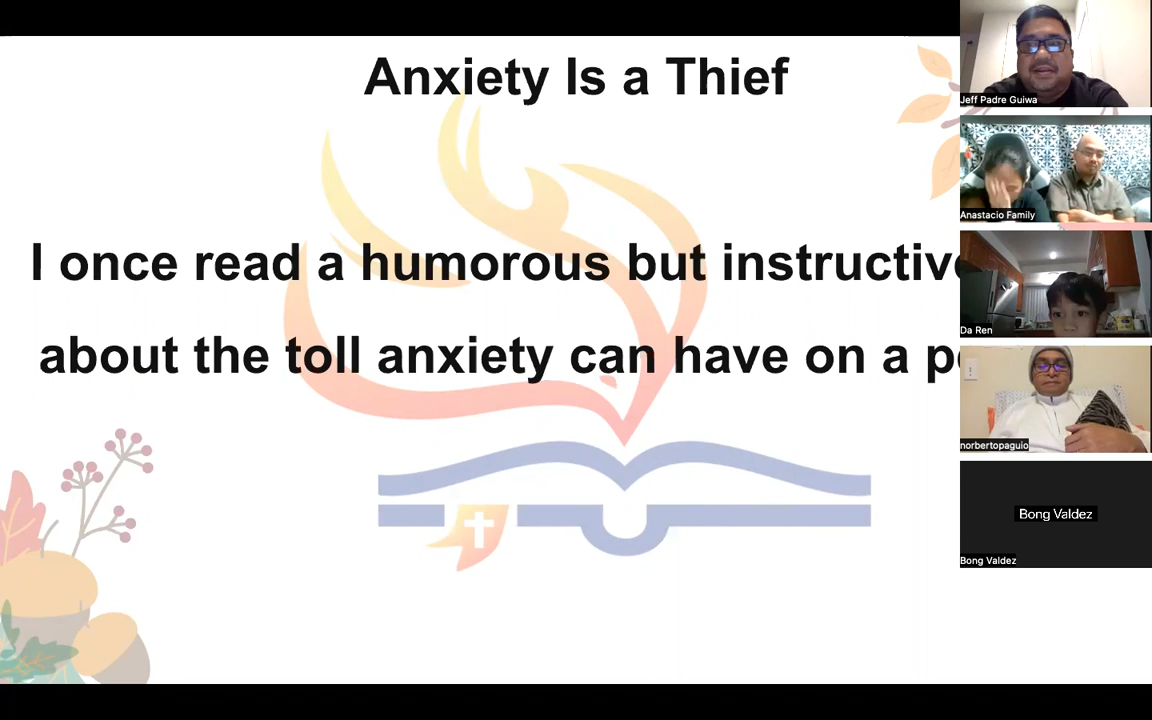 Anxiety Is a Thief
I once read a humorous but instructive
about the toll anxiety can have on a
Jeff Padre Guiwa
Anastacio Family
Da Ren
norbertopaguio
Bong Valdez
Bong Valdez